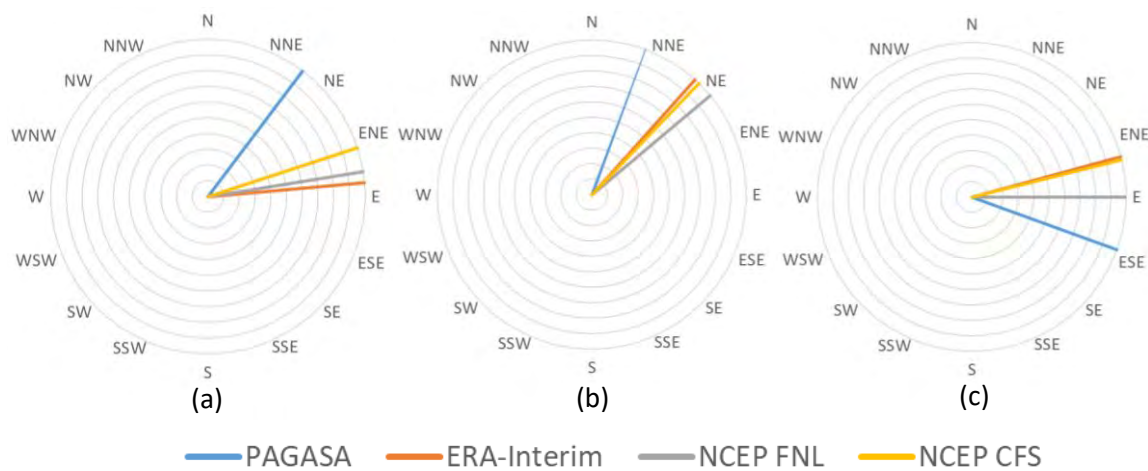 N
NNE
NE
ENE
E
ESE
SE
SSE
S
SSW
SW
WSW
W
WNW
NW
NNW
(a)
N
NNE
NE
ENE
E
ESE
SE
SSE
S
SSW
SW
WSW
W
WNW
NW
NNW
(b)
N
NNE
NE
ENE
E
ESE
SE
SSE
S
SSW
SW
WSW
W
WNW
NW
NNW
(c)
PAGASA ERA-Interim NCEP FNL NCEP CFS